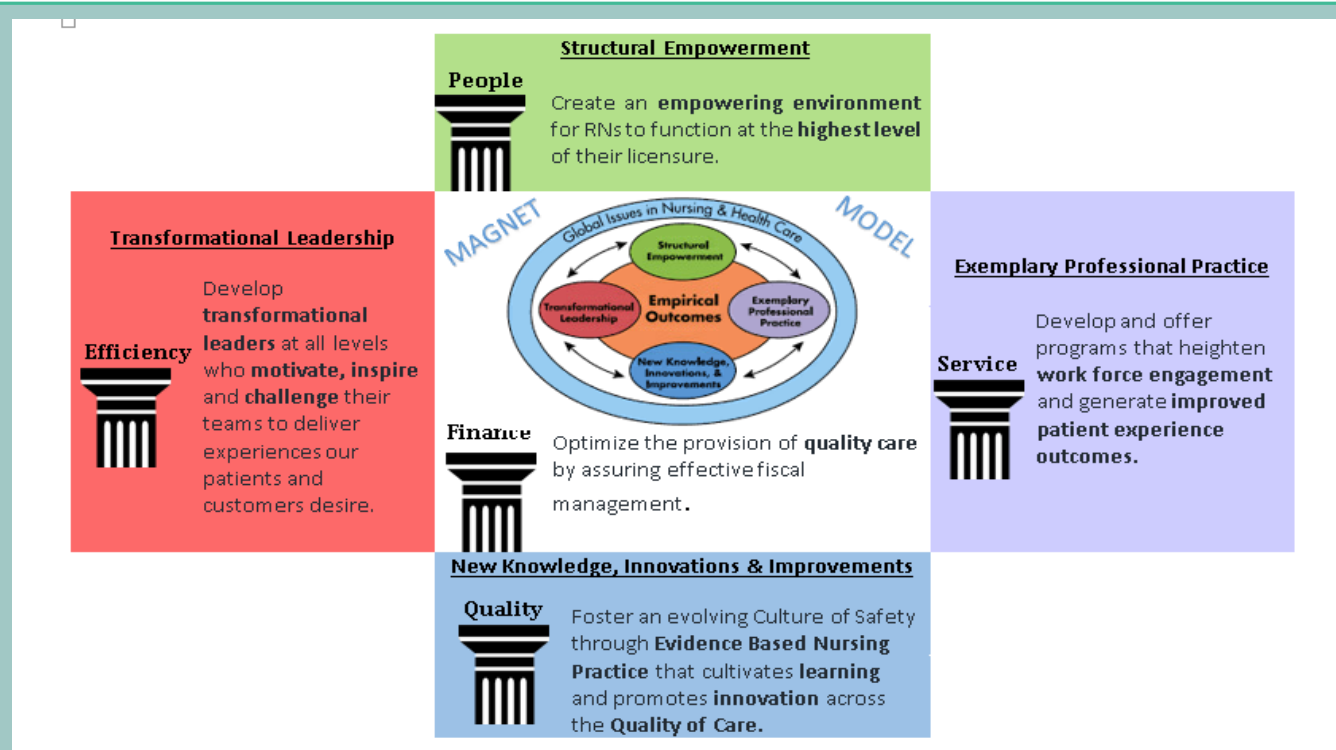 Structural Empowerment
People
Create an empowering environment
for RNs to function at the highest level
of their licensure.
Transformational Leadership
Efficiency
Develop
transformational
leaders at all levels
who motivate, inspire
and challenge their
teams to deliver
experiences our
patients and
customers desire.
MAGNET
MODEL
Global Issues in Nursing & Health Care
Structural
Empowerment
Transformational
Leadership
Empirical
Outcomes
Exemplary
Professional
Practice
New Knowledge,
Innovations, &
Improvements
Finance
Optimize the provision of quality care
by assuring effective fiscal
management.
Exemplary Professional Practice
Service
Develop and offer
programs that heighten
work force engagement
and generate improved
patient experience
outcomes.
New Knowledge, Innovations & Improvements
Quality
Foster an evolving Culture of Safety
through Evidence Based Nursing
Practice that cultivates learning
and promotes innovation across
the Quality of Care.